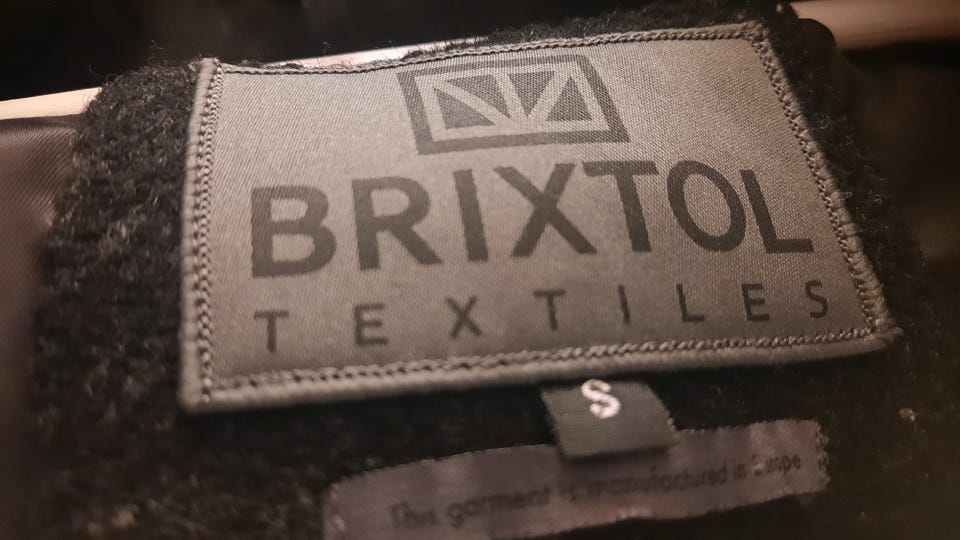 BRIXTOL
TEXTILES
S
This garment is manufactured in Europe